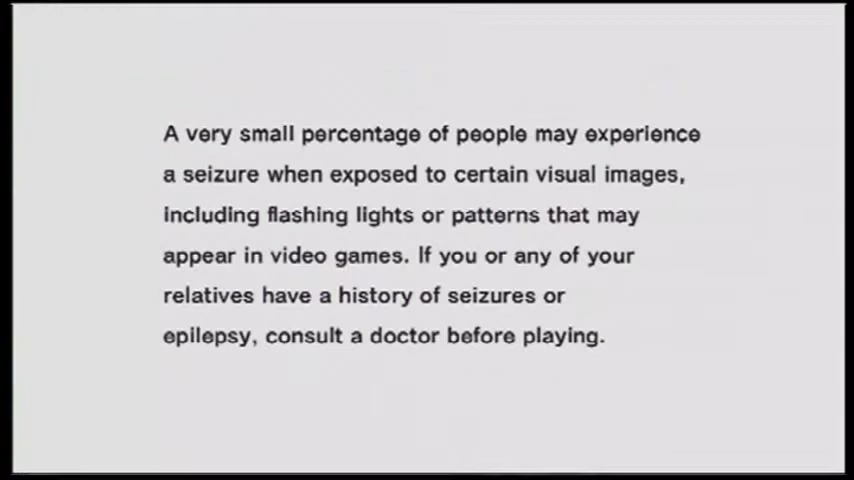 A very small percentage of people may experience
a seizure when exposed to certain visual images,
including flashing lights or patterns that may
appear in video games. If you or any of your
relatives have a history of seizures or
epilepsy, consult a doctor before playing.